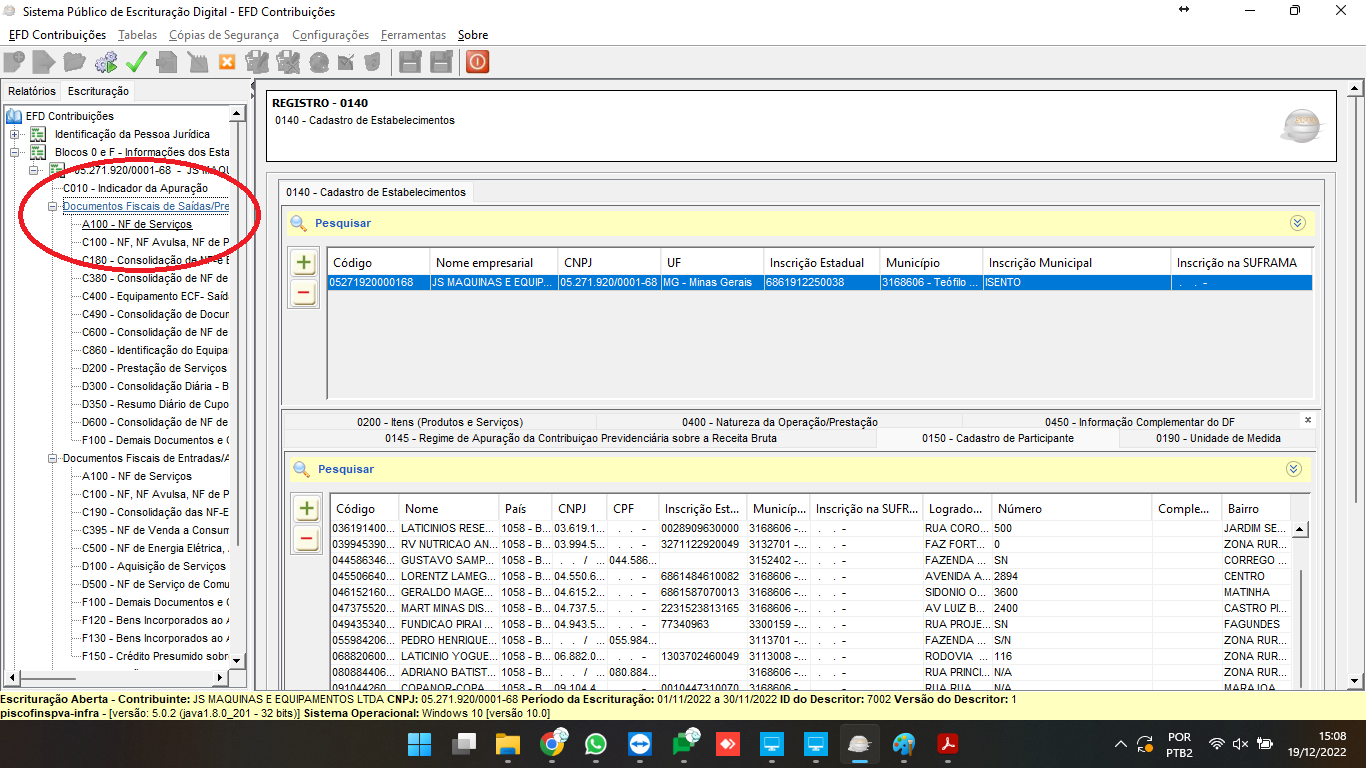 Sistema Público de Escrituração Digital - EFD Contribuições
EFD Contribuições Tabelas Cópias de Segurança Configurações Ferramentas Sobre
Relatórios Escrituração
EFD Contribuições
Identificação da Pessoa Jurídica
Blocos 0 e F - Informações dos Esta
05.271.920/0001-68 - JS MAQU
C010 - Indicador da Apuração
Documentos Fiscais de Saídas/Pre
A100 - NF de Serviços
C100 - NF, NF Avulsa, NF de P
C180 - Consolidação de NF-e E
C380 - Consolidação de NF de
C400 - Equipamento ECF- Saíd
C490 - Consolidação de Docum
C600 - Consolidação de NF de
C860 - Identificação do Equipa
D200 - Prestação de Serviços
D300 - Consolidação Diária - B
D350 - Resumo Diário de Cupo
D600 - Consolidação de NF de
F100 - Demais Documentos e O
Documentos Fiscais de Entradas/A
A100 - NF de Serviços
C100 - NF, NF Avulsa, NF de P
C190 - Consolidação das NF-E
C395 - NF de Venda a Consum
C500 - NF de Energia Elétrica,
D100 - Aquisição de Serviços
D500 - NF de Serviço de Comu
F100 - Demais Documentos e O
F120 - Bens Incorporados ao A
F130 - Bens Incorporados ao A
F150 - Crédito Presumido sobr
REGISTRO - 0140
0140 - Cadastro de Estabelecimentos
0140 - Cadastro de Estabelecimentos
Pesquisar
Código Nome empresarial CNPJ UF Inscrição Estadual Município Inscrição Municipal Inscrição na SUFRAMA
05271920000168 JS MAQUINAS E EQUIP... 05.271.920/0001-68 MG - Minas Gerais 6861912250038 3168606 - Teófilo ... ISENTO . . -
0200 - Itens (Produtos e Serviços) 0400 - Natureza da Operação/Prestação 0450 - Informação Complementar do DF
0145 - Regime de Apuração da Contribuiçao Previdenciária sobre a Receita Bruta 0150 - Cadastro de Participante 0190 - Unidade de Medida
Pesquisar
Código Nome País CNPJ CPF Inscrição Est... Municíp... Inscrição na SUFR... Logrado... Número Comple... Bairro
036191400... LATICINIOS RESE... 1058 - B... 03.619.1... . . - 0028909630000 3168606 -... . . - RUA CORO... 500 JARDIM SE...
039945390... RV NUTRICAO AN... 1058 - B... 03.994.5... . . - 3271122920049 3132701 -... . . - FAZ FORT... 0 ZONA RUR...
044586346... GUSTAVO SAMP... 1058 - B... . . / ... 044.586... 3152402 -... . . - FAZENDA ... SN CORREGO ...
045506640... LORENTZ LAMEG... 1058 - B... 04.550.6... . . - 6861484610082 3168606 -... . . - AVENIDA A... 2894 CENTRO
046152160... GERALDO MAGE... 1058 - B... 04.615.2... . . - 6861587070013 3168606 -... . . - SIDONIO O... 3600 MATINHA
047375520... MART MINAS DIS... 1058 - B... 04.737.5... . . - 2231523813165 3168606 -... . . - AV LUIZ B... 2400 CASTRO PI...
049435340... FUNDICAO PIRAI ... 1058 - B... 04.943.5... . . - 77340963 3300159 -... . . - RUA PROJE... SN FAGUNDES
055984206... PEDRO HENRIQUE... 1058 - B... . . / ... 055.984... 3113701 -... . . - FAZENDA ... S/N ZONA RUR...
068820600... LATICINIO YOGUE... 1058 - B... 06.882.0... . . - 1303702460049 3113008 -... . . - RODOVIA ... 116 ZONA RUR...
080884406... ADRIANO BATIST... 1058 - B... . . / ... 080.884... 3168606 -... . . - RUA PRINCI... N/A ZONA RUR...
091044260... COPANOR-COPA... 1058 - B... 09.104.4... . . - 0010447310070 3168606 -... . . - RUA RUA... N/A MARAJOA
Escrituração Aberta - Contribuinte: JS MAQUINAS E EQUIPAMENTOS LTDA CNPJ: 05.271.920/0001-68 Período da Escrituração: 01/11/2022 a 30/11/2022 ID do Descritor: 7002 Versão do Descritor: 1
piscofinspva-infra - [versão: 5.0.2 (java1.8.0_201 - 32 bits)] Sistema Operacional: Windows 10 [versão 10.0]
POR
PTB2
15:08
19/12/2022